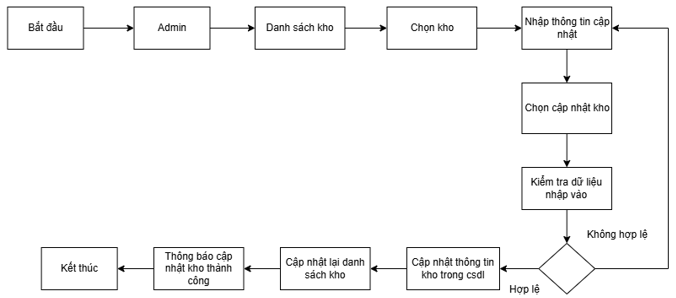 Bắt đầu
Admin
Danh sách kho
Chọn kho
Nhập thông tin cập
nhật
Chọn cập nhật kho
Kiểm tra dữ liệu
nhập vào
Không hợp lệ
Hợp lệ
Cập nhật thông tin
kho trong csdl
Cập nhật lại danh
sách kho
Thông báo cập
nhật kho thành
công
Kết thúc